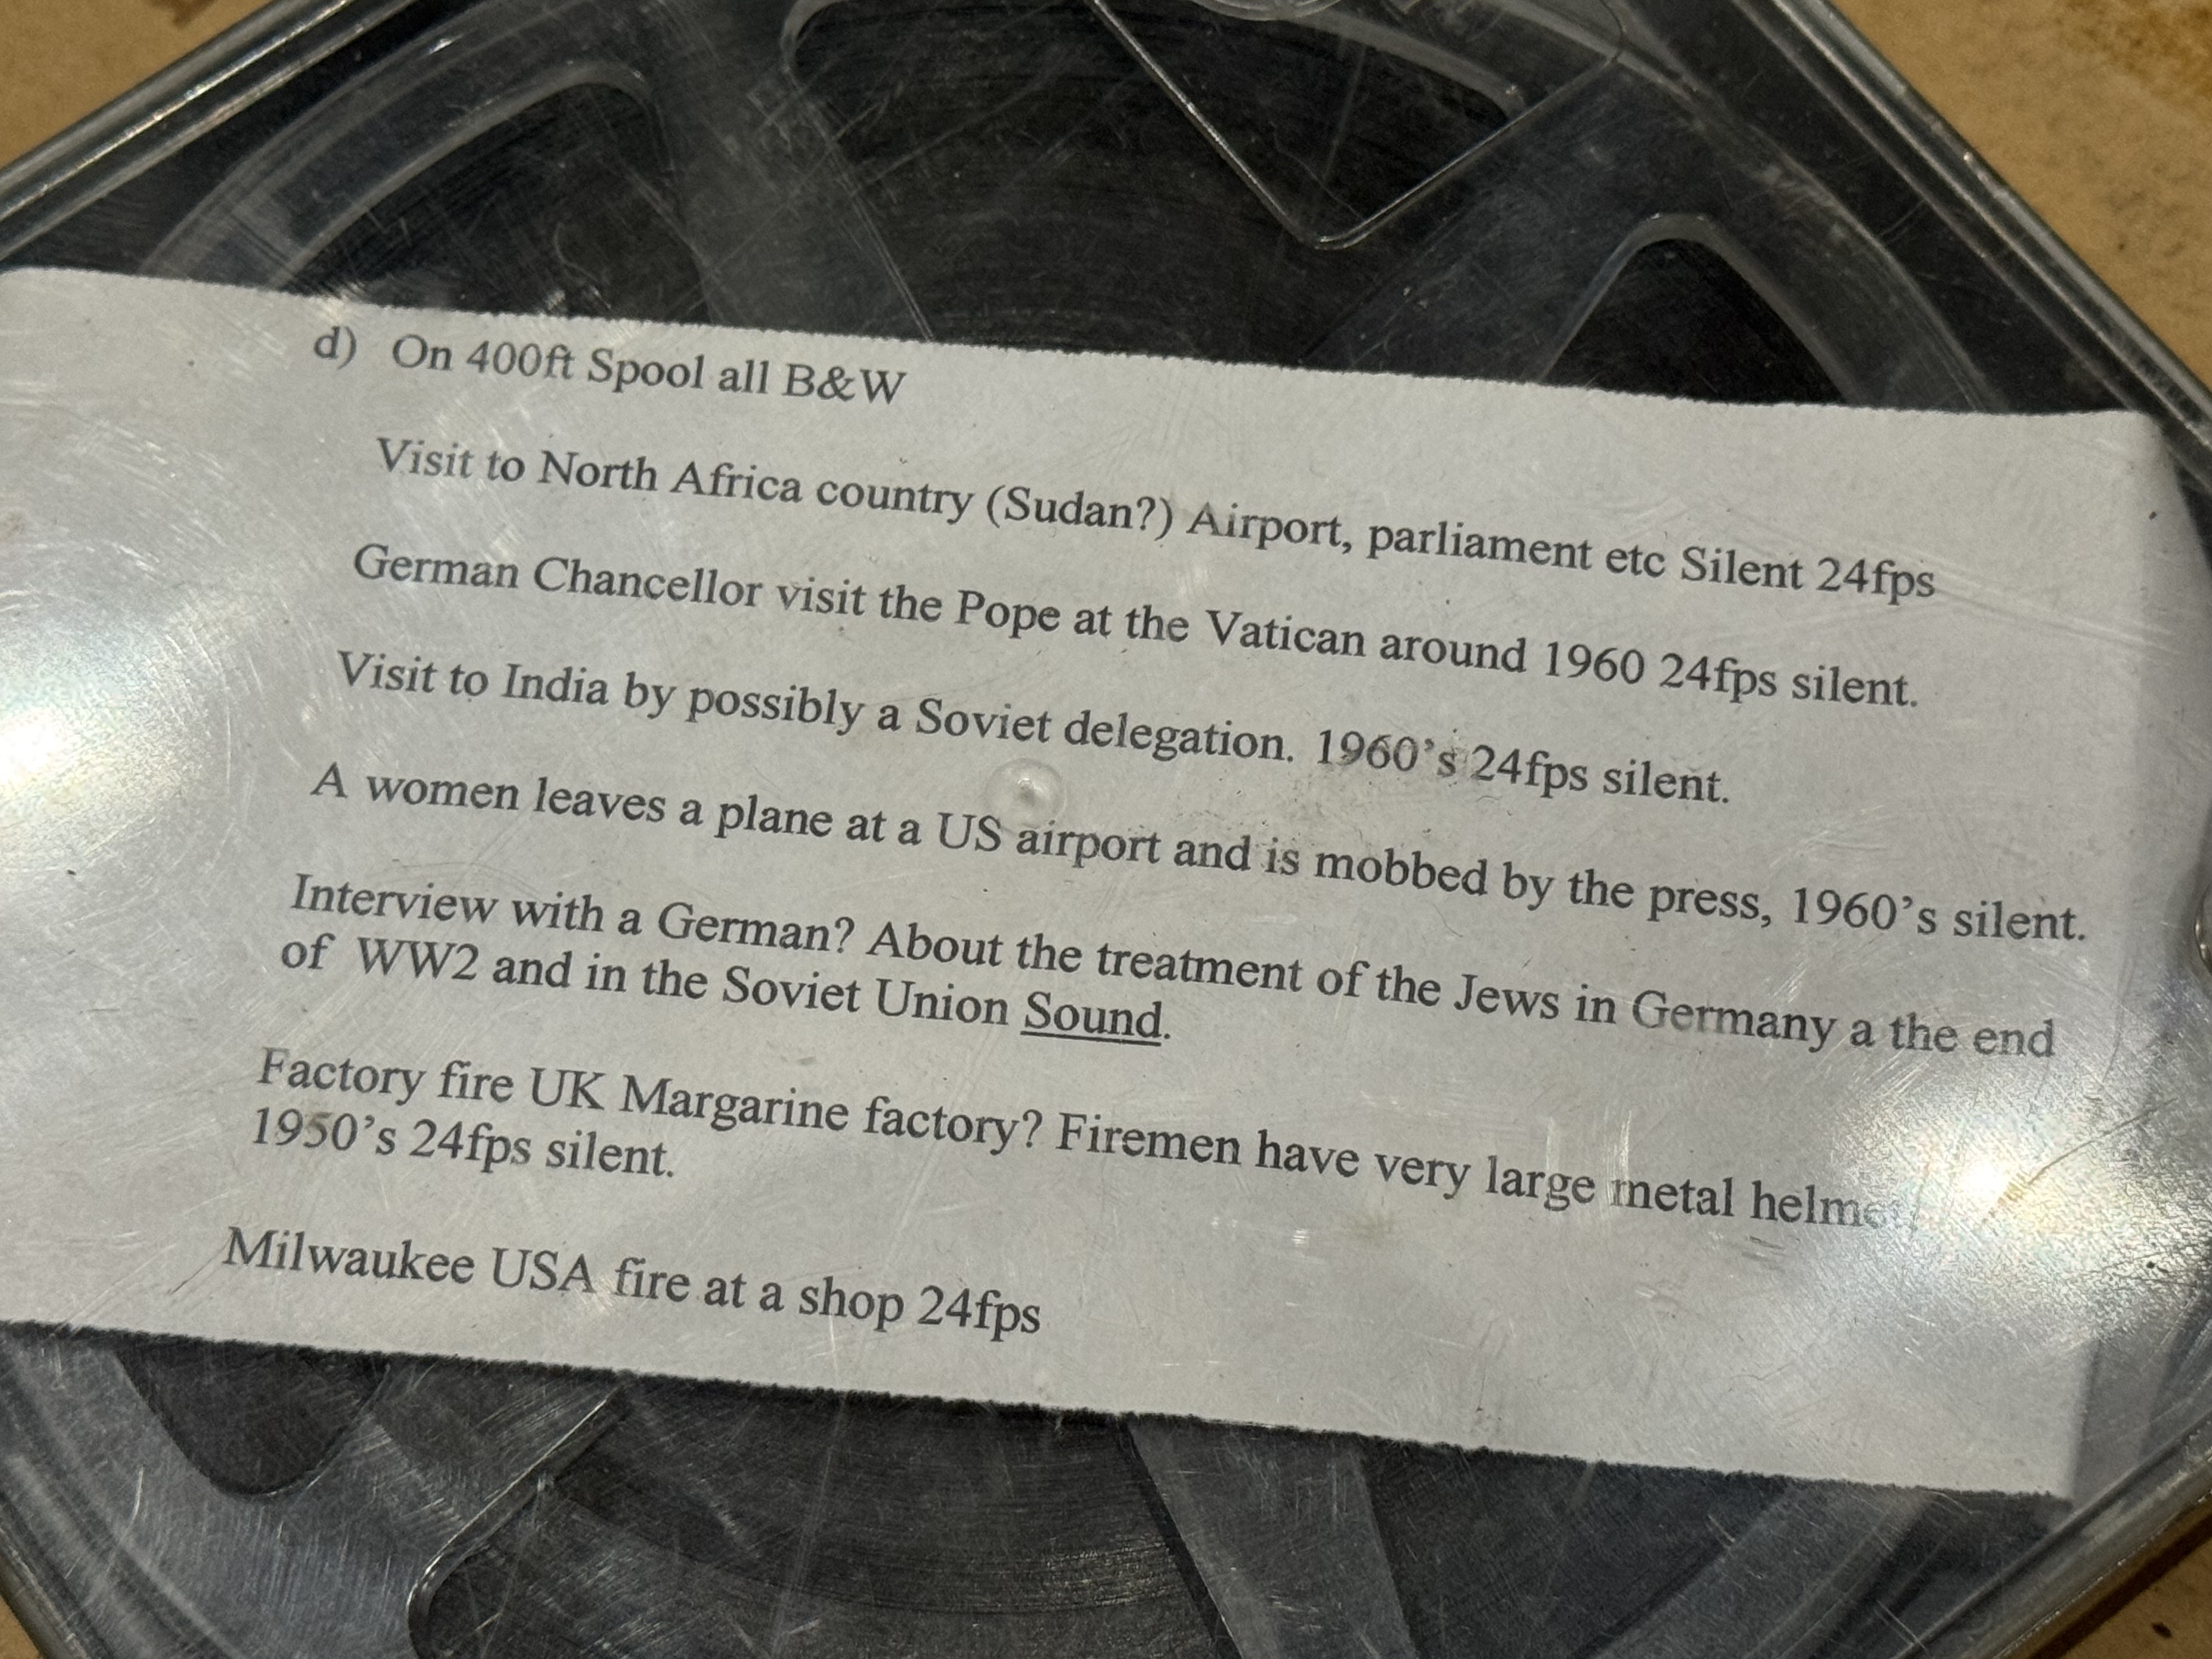 d) On 400ft Spool all B&W
Visit to North Africa country (Sudan?) Airport, parliament etc Silent 24fps
German Chancellor visit the Pope at the Vatican around 1960 24fps silent.
Visit to India by possibly a Soviet delegation. 1960's 24fps silent.
A women leaves a plane at a US airport and is mobbed by the press, 1960's silent.
Interview with a German? About the treatment of the Jews in Germany a the end
of WW2 and in the Soviet Union Sound.
Factory fire UK Margarine factory? Firemen have very large metal
1950's 24fps silent.
Milwaukee USA fire at a shop 24fps